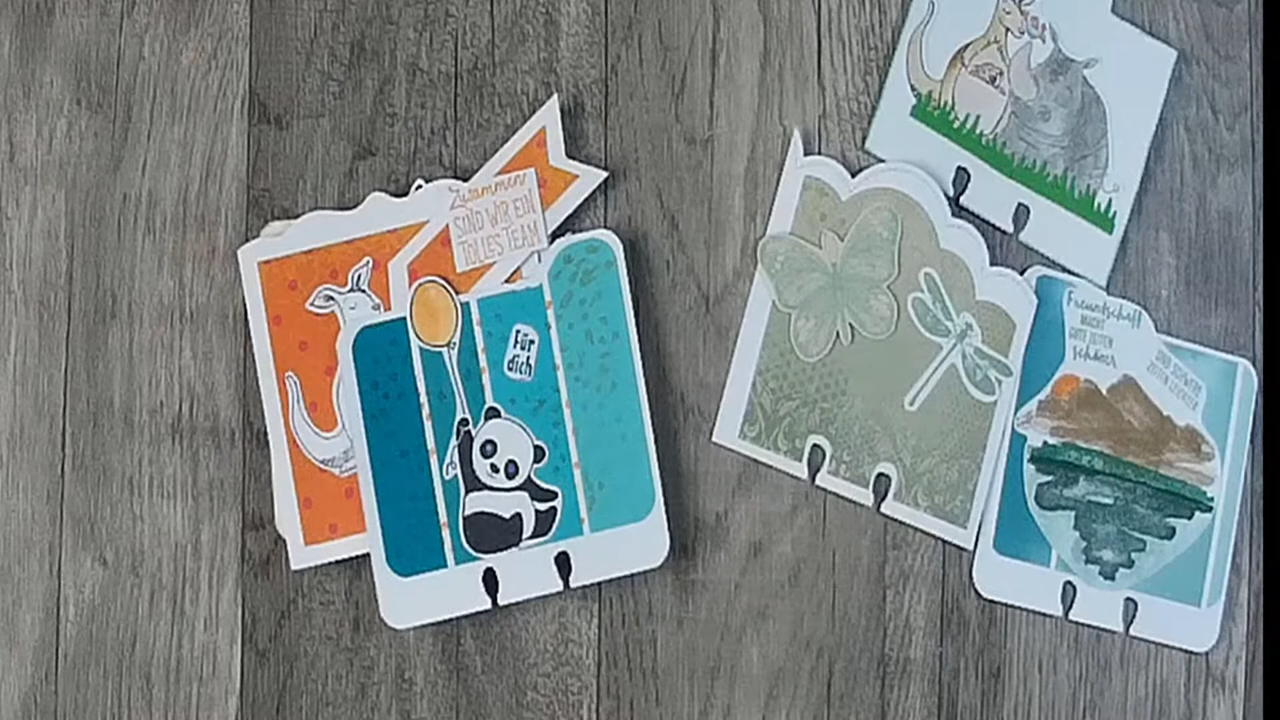 Zusammen
SIND WIR EIN
TOLLES TEAM
Für
dich
Freundschaft
MACHT
GUTE ZEITEN
schöner
UND SCHWERE
ZEITEN LEICHTER